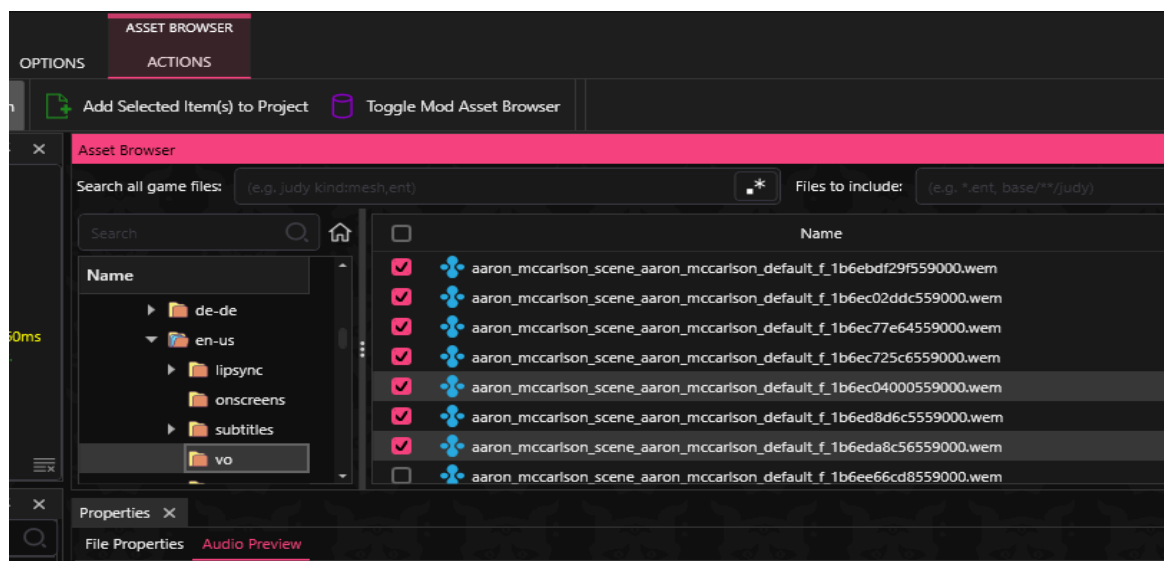 ASSET BROWSER
OPTIONS ACTIONS
Add Selected Item(s) to Project Toggle Mod Asset Browser
Asset Browser
Search all game files: (e.g. judy kind:mesh,ent) .* Files to include: (e.g. *.ent, base/**/judy)
Search Name
Name
aaron_mccarlson_scene_aaron_mccarlson_default_f_1b6ebdf29f559000.wem
de-de
aaron_mccarlson_scene_aaron_mccarlson_default_f_1b6ec02ddc559000.wem
en-us
aaron_mccarlson_scene_aaron_mccarlson_default_f_1b6ec77e64559000.wem
lipsync
aaron_mccarlson_scene_aaron_mccarlson_default_f_1b6ec725c6559000.wem
onscreens
aaron_mccarlson_scene_aaron_mccarlson_default_f_1b6ec04000559000.wem
subtitles
aaron_mccarlson_scene_aaron_mccarlson_default_f_1b6ed8d6c5559000.wem
vo
aaron_mccarlson_scene_aaron_mccarlson_default_f_1b6eda8c56559000.wem
aaron_mccarlson_scene_aaron_mccarlson_default_f_1b6ee66cd8559000.wem
Properties
File Properties Audio Preview